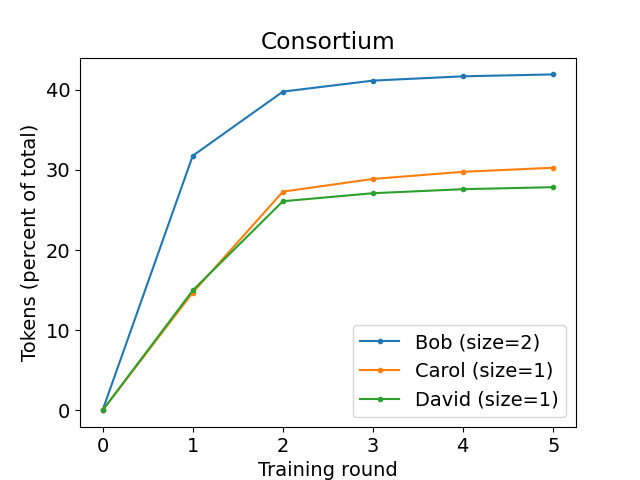 Consortium
Tokens (percent of total)
40
30
20
10
0
Bob (size=2)
Carol (size=1)
David (size=1)
0 1 2 3 4 5
Training round